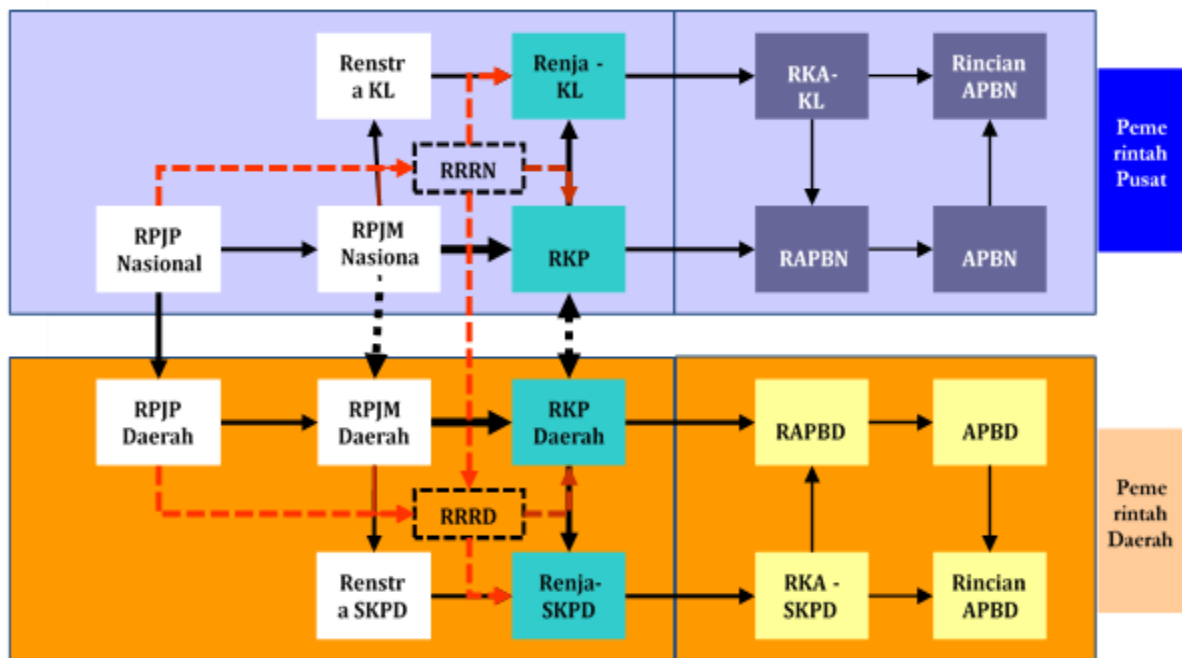 Renstr
a KL
Renja -
KL
RKA-
KL
Rincian
APBN
Peme
rintah
Pusat
RRRN
RPJP
Nasional
RPJM
Nasiona
RKP
RAPBN
APBN
RPJP
Daerah
RPJM
Daerah
RKP
Daerah
RAPBD
APBD
Peme
rintah
Daerah
RRRD
Renstr
a SKPD
Renja-
SKPD
RKA -
SKPD
Rincian
APBD